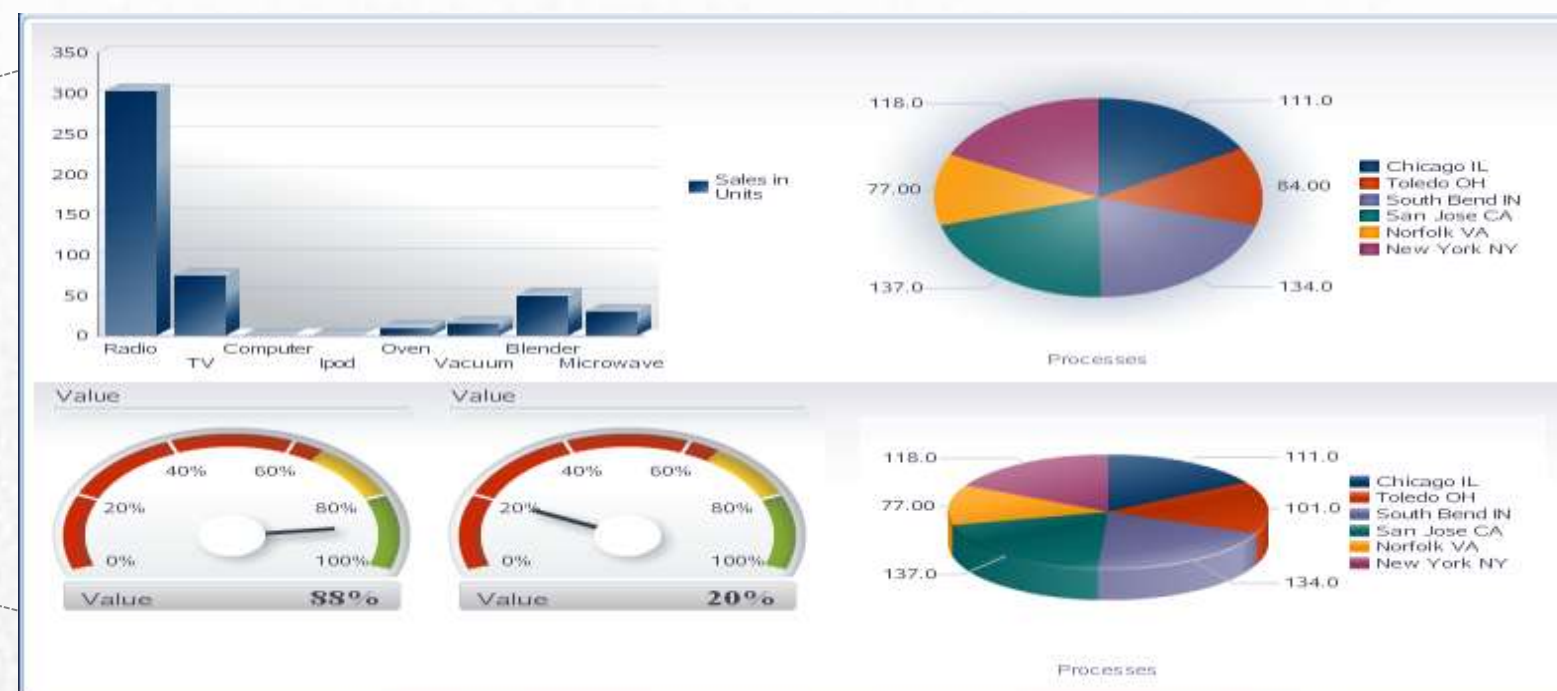 350
300
250
200
150
100
50
0
Radio
TV
Computer
Ipod
Oven
Vacuum
Blender
Microwave
Sales in
Units
118.0
111.0
77.00
84.00
137.0
134.0
Chicago IL
Toledo OH
South Bend IN
San Jose CA
Norfolk VA
New York NY
Processes
Value
0%
20%
40%
60%
80%
100%
Value 88%
Value
0%
20%
40%
60%
80%
100%
Value 20%
118.0
111.0
77.00
101.0
137.0
134.0
Chicago IL
Toledo OH
South Bend IN
San Jose CA
Norfolk VA
New York NY
Processes